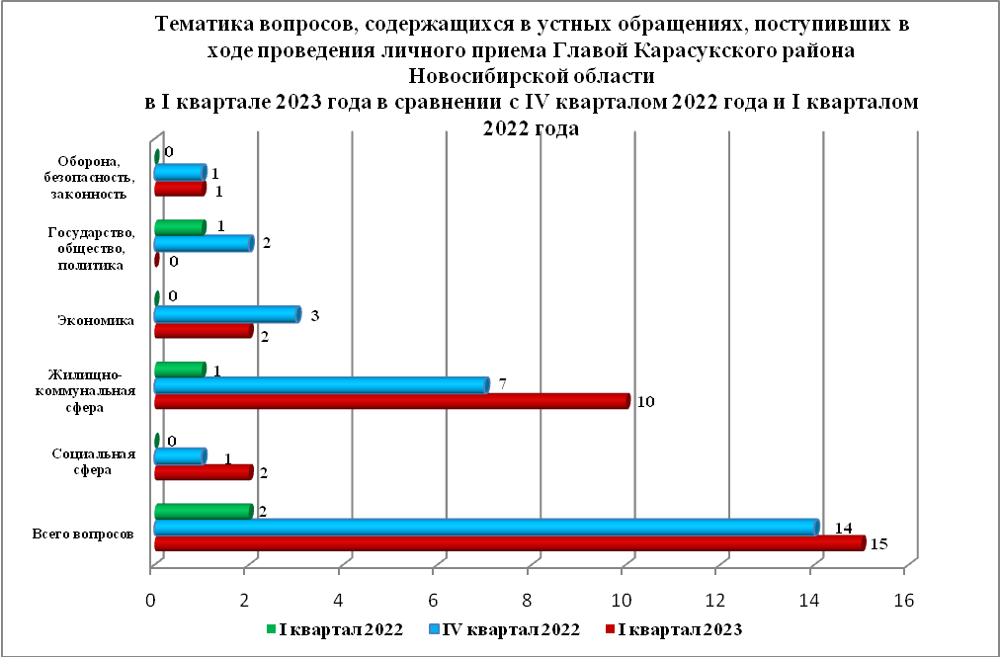 Тематика вопросов, содержащихся в устных обращениях, поступивших в
ходе проведения личного приема Главой Карасукского района
Новосибирской области
в I квартале 2023 года в сравнении с IV кварталом 2022 года и I кварталом
2022 года
Оборона,
безопасность,
законность
0
1
1
Государство,
общество,
политика
1
2
0
Экономика
0
3
2
Жилищно-
коммунальная
сфера
1
7
10
Социальная
сфера
0
1
2
Всего вопросов
2
14
15
0 2 4 6 8 10 12 14 16
I квартал 2022 IV квартал 2022 I квартал 2023